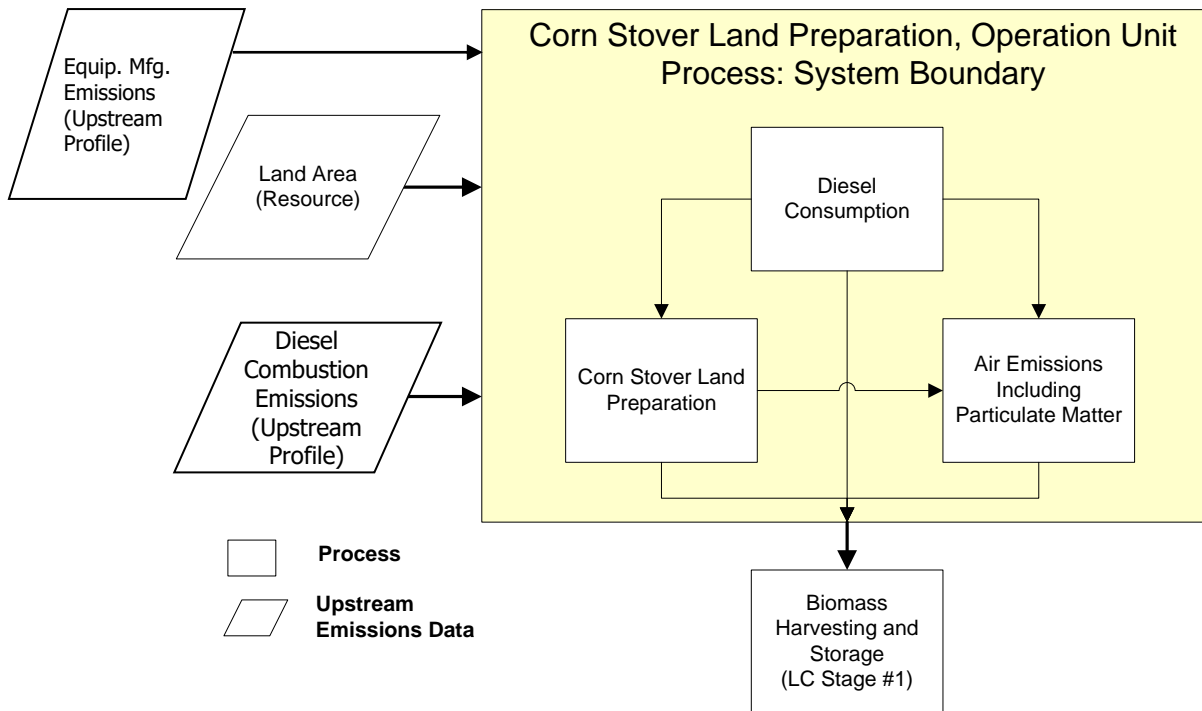 Corn Stover Land Preparation, Operation Unit
Process: System Boundary
Equip. Mfg.
Emissions
(Upstream
Profile)
Land Area
(Resource)
Diesel
Consumption
Diesel
Combustion
Emissions
(Upstream
Profile)
Corn Stover Land
Preparation
Air Emissions
Including
Particulate Matter
Process
Upstream
Emissions Data
Biomass
Harvesting and
Storage
(LC Stage #1)